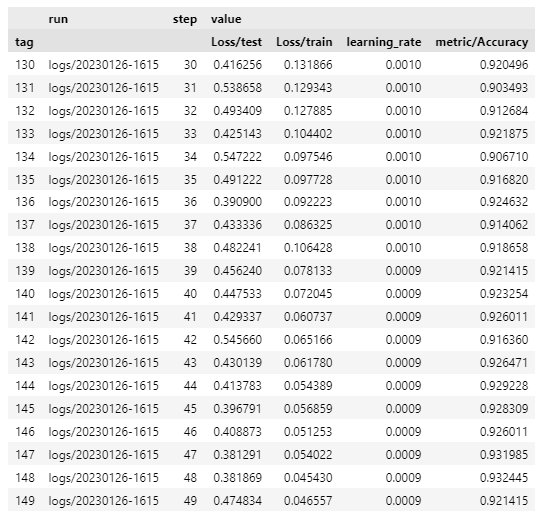 run step value
tag Loss/test Loss/train learning_rate metric/Accuracy
130 logs/20230126-1615 30 0.416256 0.131866 0.0010 0.920496
131 logs/20230126-1615 31 0.538658 0.129343 0.0010 0.903493
132 logs/20230126-1615 32 0.493409 0.127885 0.0010 0.912684
133 logs/20230126-1615 33 0.425143 0.104402 0.0010 0.921875
134 logs/20230126-1615 34 0.547222 0.097546 0.0010 0.906710
135 logs/20230126-1615 35 0.491222 0.097728 0.0010 0.916820
136 logs/20230126-1615 36 0.390900 0.092223 0.0010 0.924632
137 logs/20230126-1615 37 0.433336 0.086325 0.0010 0.914062
138 logs/20230126-1615 38 0.482241 0.106428 0.0010 0.918658
139 logs/20230126-1615 39 0.456240 0.078133 0.0009 0.921415
140 logs/20230126-1615 40 0.447533 0.072045 0.0009 0.923254
141 logs/20230126-1615 41 0.429337 0.060737 0.0009 0.926011
142 logs/20230126-1615 42 0.545660 0.065166 0.0009 0.916360
143 logs/20230126-1615 43 0.430139 0.061780 0.0009 0.926471
144 logs/20230126-1615 44 0.413783 0.054389 0.0009 0.929228
145 logs/20230126-1615 45 0.396791 0.056859 0.0009 0.928309
146 logs/20230126-1615 46 0.408873 0.051253 0.0009 0.926011
147 logs/20230126-1615 47 0.381291 0.054022 0.0009 0.931985
148 logs/20230126-1615 48 0.381869 0.045430 0.0009 0.932445
149 logs/20230126-1615 49 0.474834 0.046557 0.0009 0.921415